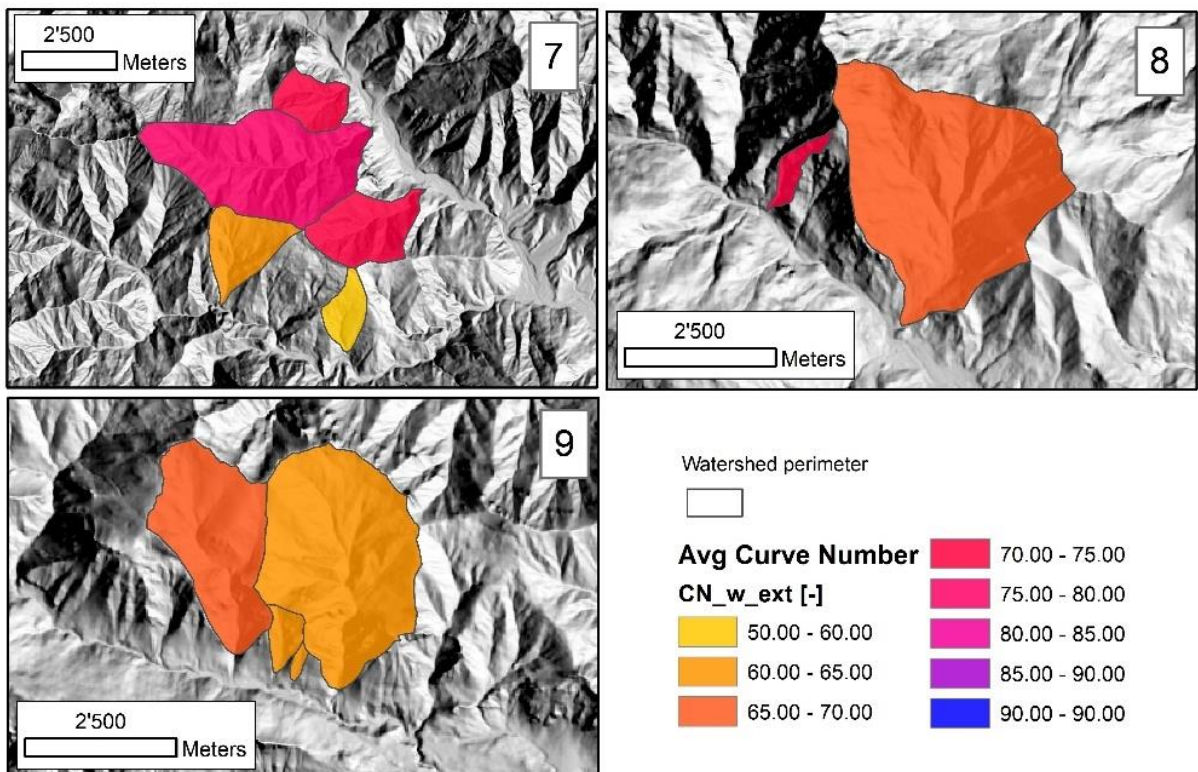 2'500
Meters
7
8
2'500
Meters
9
2'500
Meters
Watershed perimeter
Avg Curve Number
CN_w_ext [-]
50.00 - 60.00
60.00 - 65.00
65.00 - 70.00
70.00 - 75.00
75.00 - 80.00
80.00 - 85.00
85.00 - 90.00
90.00 - 90.00